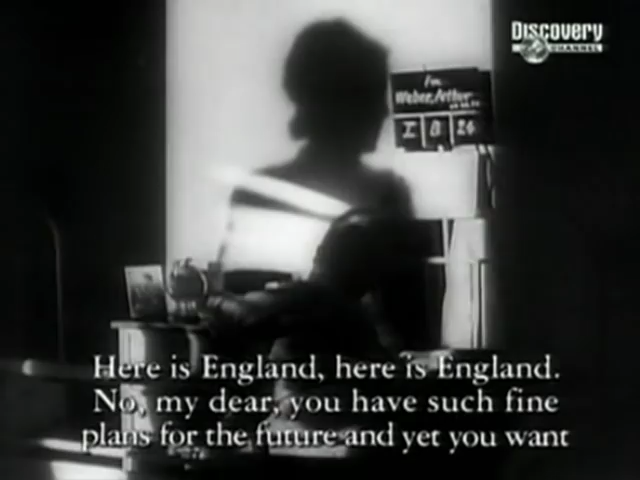 Discovery
CHANNEL
Weber, Arthur
I B 26
Here is England, here is England.
No, my dear, you have such fine
plans for the future and yet you want